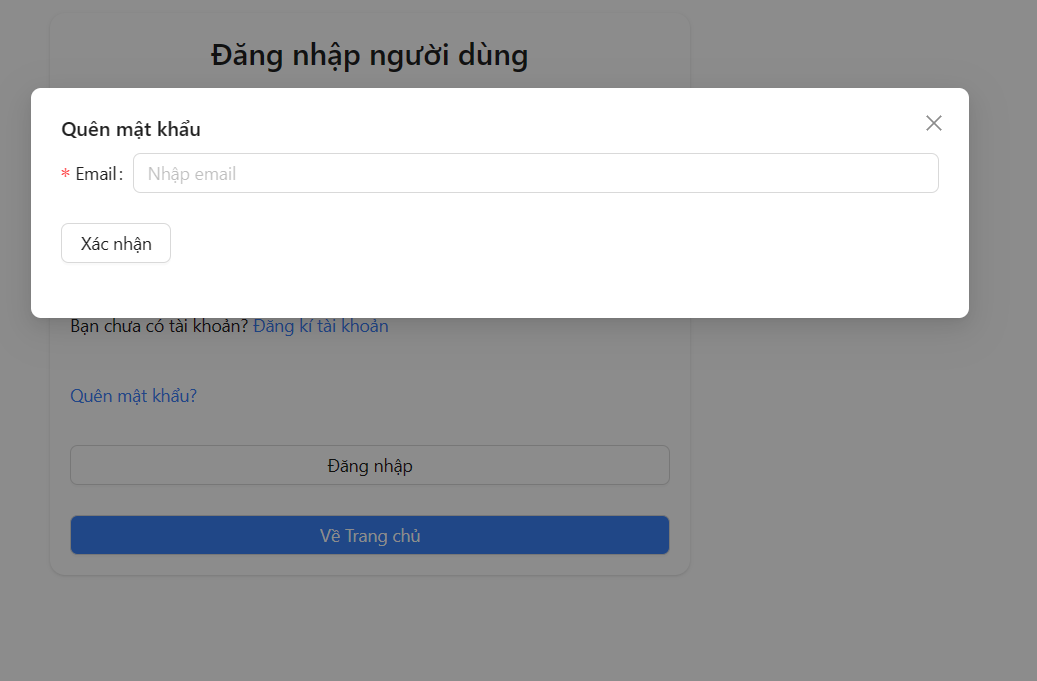 Đăng nhập người dùng
Quên mật khẩu
* Email:
Nhập email
Xác nhận
Bạn chưa có tài khoản? Đăng kí tài khoản
Quên mật khẩu?
Đăng nhập
Về Trang chủ